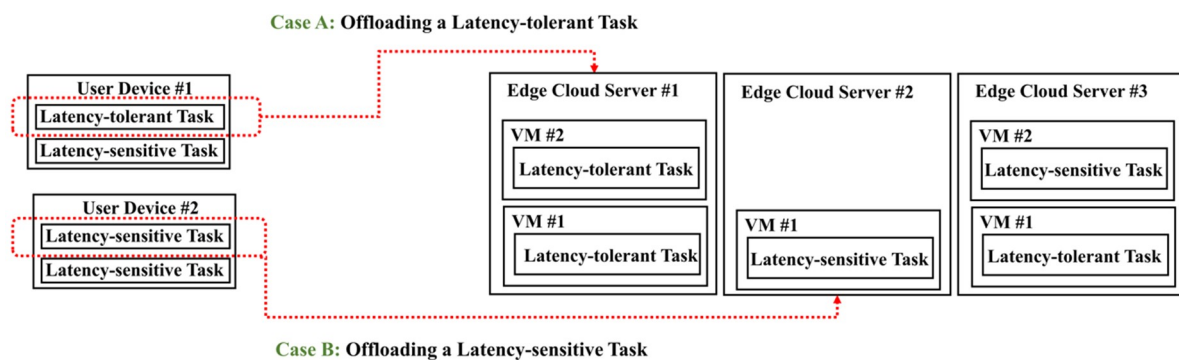 Case A: Offloading a Latency-tolerant Task
User Device #1
Latency-tolerant Task
Latency-sensitive Task
User Device #2
Latency-sensitive Task
Latency-sensitive Task
Edge Cloud Server #1
VM #2
Latency-tolerant Task
VM #1
Latency-tolerant Task
Edge Cloud Server #2
VM #1
Latency-sensitive Task
Edge Cloud Server #3
VM #2
Latency-sensitive Task
VM #1
Latency-tolerant Task
Case B: Offloading a Latency-sensitive Task